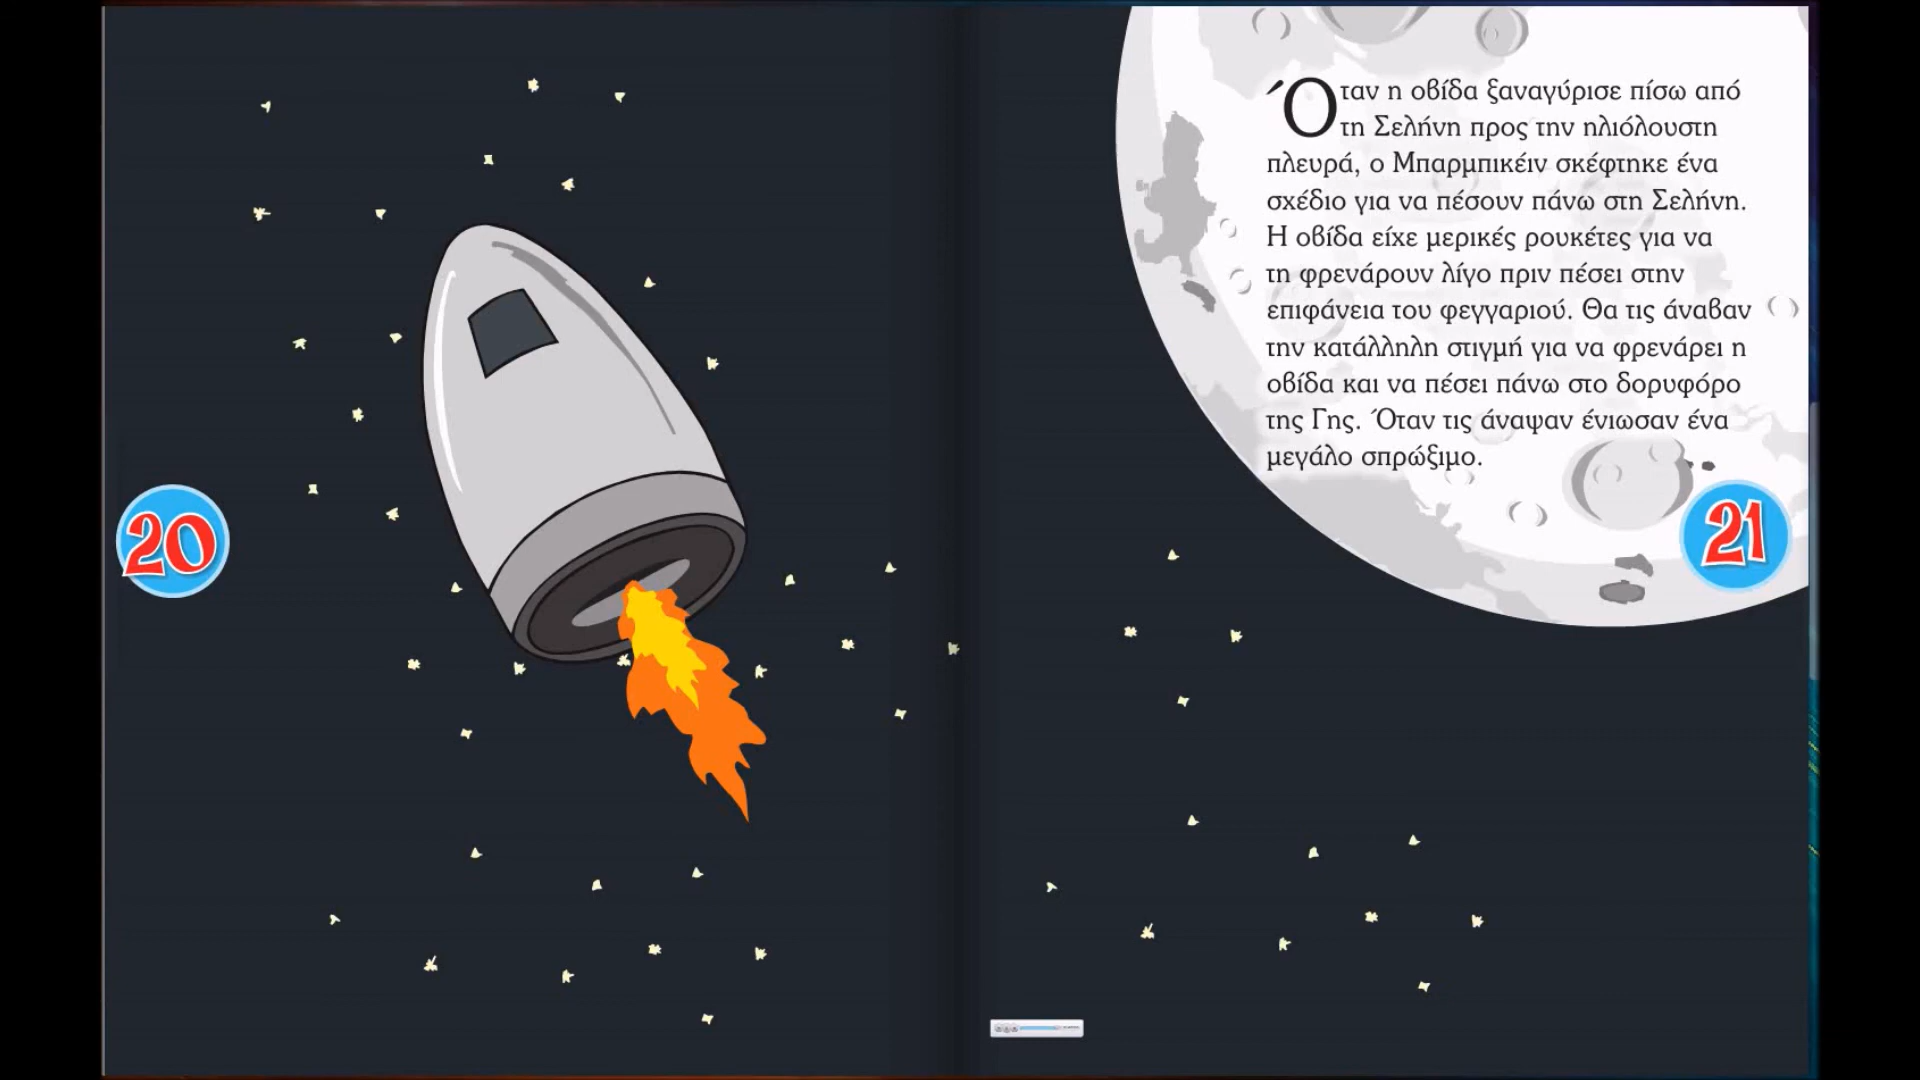 20
Όταν η οβίδα ξαναγύρισε πίσω από
τη Σελήνη προς την ηλιόλουστη
πλευρά, ο Μπαρμπικέιν σκέφτηκε ένα
σχέδιο για να πέσουν πάνω στη Σελήνη.
Η οβίδα είχε μερικές ρουκέτες για να
τη φρενάρουν λίγο πριν πέσει στην
επιφάνεια του φεγγαριού. Θα τις άναβαν
την κατάλληλη στιγμή για να φρενάρει η
οβίδα και να πέσει πάνω στο δορυφόρο
της Γης. Όταν τις άναψαν ένιωσαν ένα
μεγάλο σπρώξιμο.
21